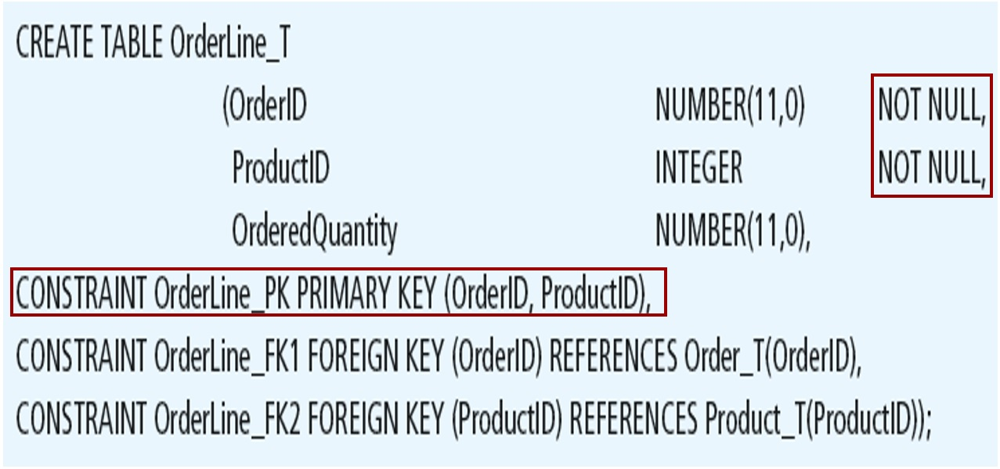 CREATE TABLE OrderLine_T
(OrderID NUMBER(11,0) NOT NULL,
ProductID INTEGER NOT NULL,
OrderedQuantity NUMBER(11,0),
CONSTRAINT OrderLine_PK PRIMARY KEY (OrderID, ProductID),
CONSTRAINT OrderLine_FK1 FOREIGN KEY (OrderID) REFERENCES Order_T(OrderID),
CONSTRAINT OrderLine_FK2 FOREIGN KEY (ProductID) REFERENCES Product_T(ProductID));